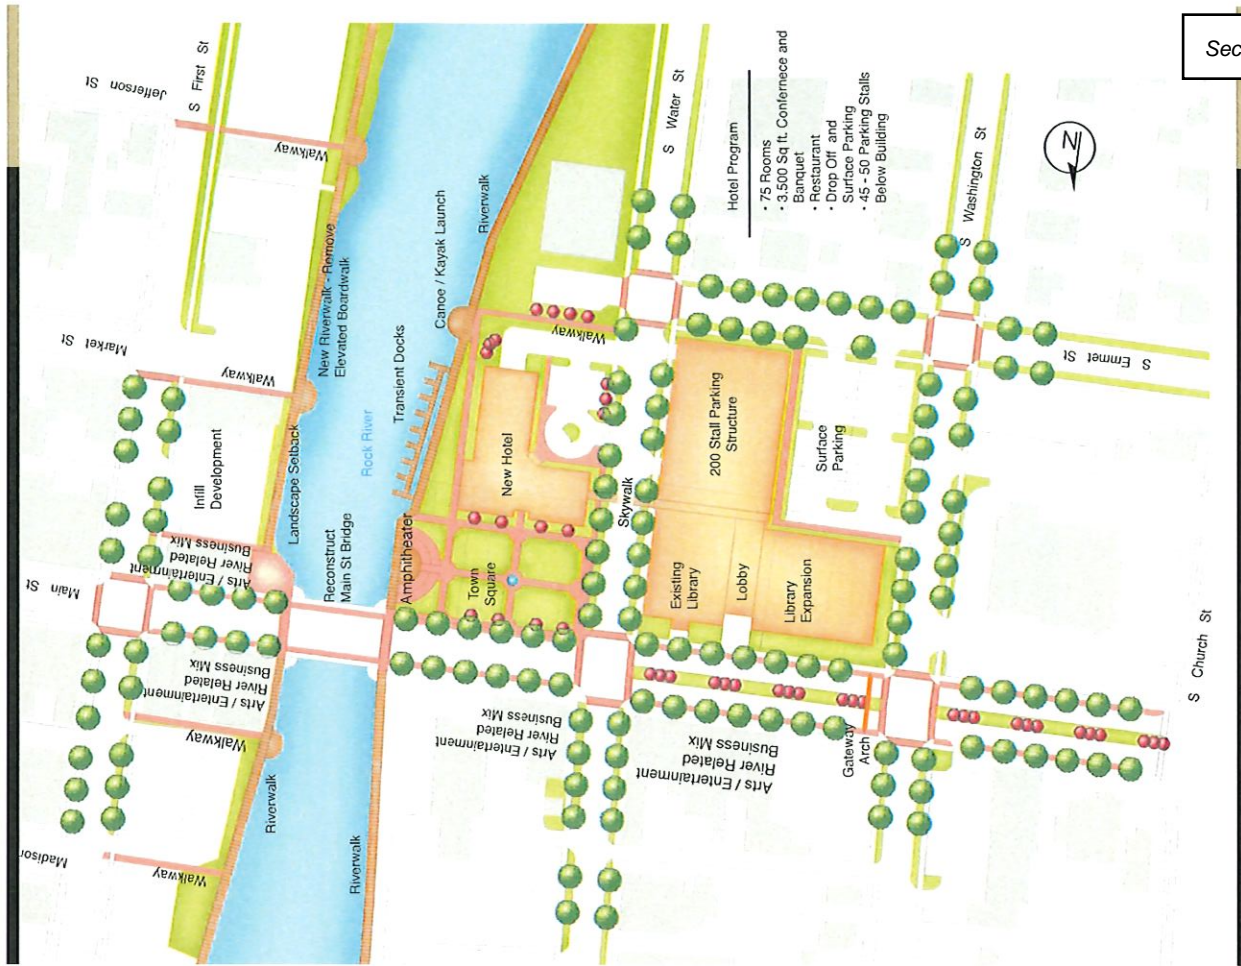 Sec
Jefferson
St
S First St
Walkway
Market St
Walkway
New Riverwalk - Remove
Elevated Boardwalk
Canoe / Kayak Launch
Riverwalk
S Water St
Hotel Program
• 75 Rooms
• 3,500 Sq ft. Confernece and
Banquet
• Restaurant
• Drop Off and
Surface Parking
• 45 - 50 Parking Stalls
Below Building
N
S Washington St
Infill
Development
Landscape Setback
Rock River
Transient Docks
New Hotel
Walkway
Skywalk
200 Stall Parking
Structure
Surface
Parking
S Emmet
St
Main
St
Arts / Entertainment
River Related
Business Mix
Reconstruct
Main St Bridge
Amphitheater
Town
Square
Existing
Library
Lobby
Library
Expansion
S Church St
Arts / Entertainment
River Related
Business Mix
Walkway
Riverwalk
Arts / Entertainment
River Related
Business Mix
Arts / Entertainment
River Related
Business Mix
Gateway
Arch
Madison
Walkway
Riverwalk